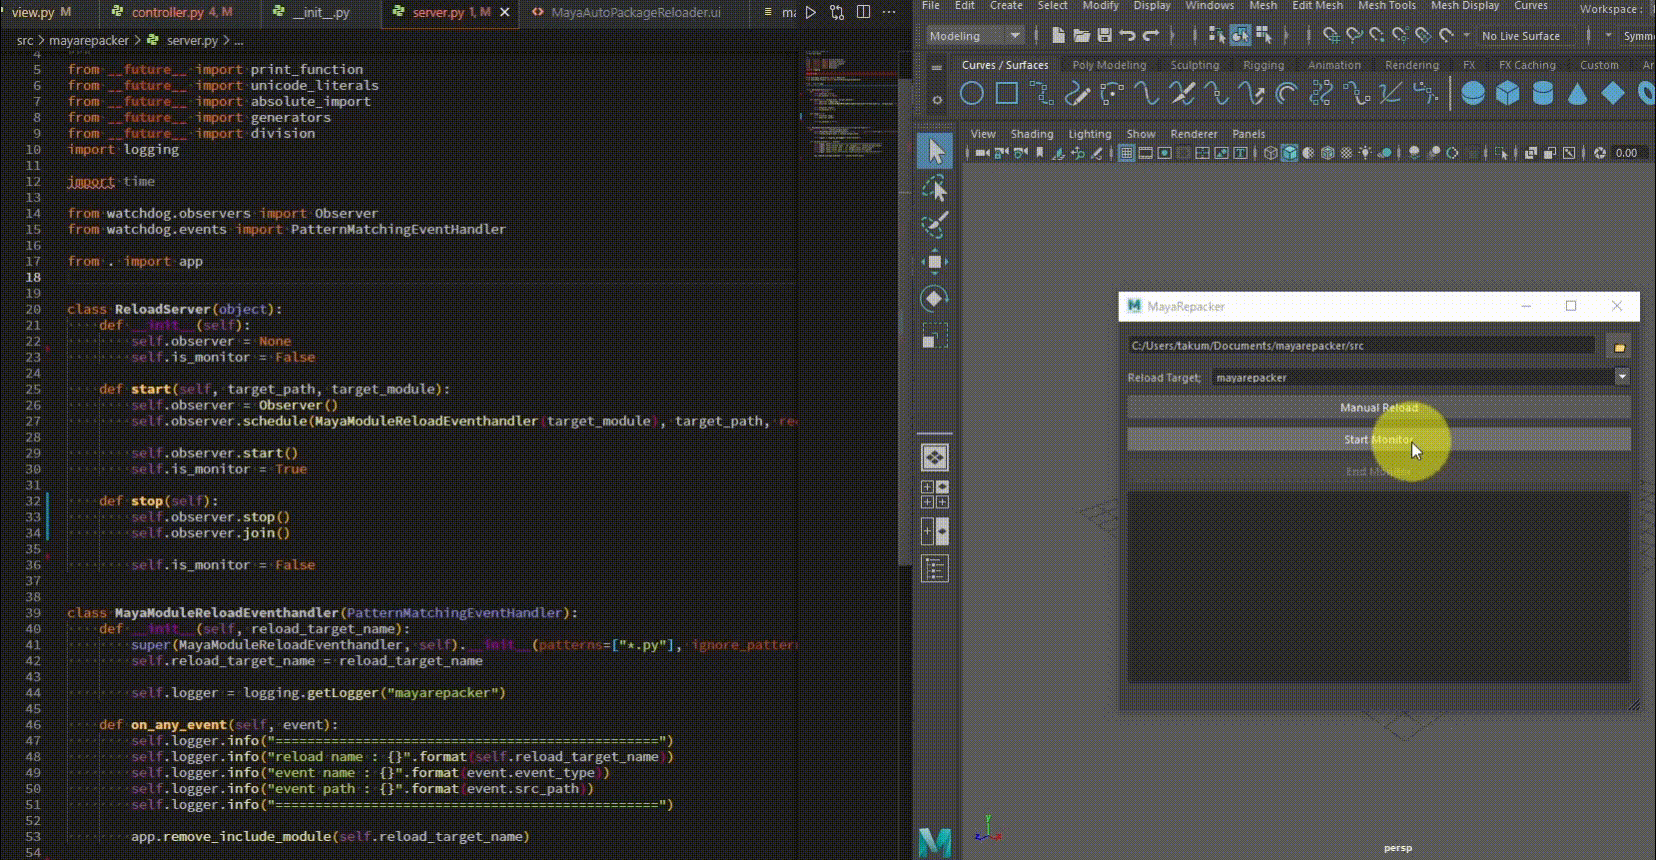 view.py M controller.py 4, M __init__.py server.py 1, M MayaAutoPackageReloader.ui
src > mayarepacker > server.py > ...
4
5 from __future__ import print_function
6 from __future__ import unicode_literals
7 from __future__ import absolute_import
8 from __future__ import generators
9 from __future__ import division
10 import logging
11
12 import time
13
14 from watchdog.observers import Observer
15 from watchdog.events import PatternMatchingEventHandler
16
17 from . import app
18
19
20 class ReloadServer(object):
21 def __init__(self):
22 self.observer = None
23 self.is_monitor = False
24
25 def start(self, target_path, target_module):
26 self.observer = Observer()
27 self.observer.schedule(MayaModuleReloadEventhandler(target_module), target_path, re
28
29 self.observer.start()
30 self.is_monitor = True
31
32 def stop(self):
33 self.observer.stop()
34 self.observer.join()
35
36 self.is_monitor = False
37
38
39 class MayaModuleReloadEventhandler(PatternMatchingEventHandler):
40 def __init__(self, reload_target_name):
41 super(MayaModuleReloadEventhandler, self).__init__(patterns=["*.py"], ignore_patter
42 self.reload_target_name = reload_target_name
43
44 self.logger = logging.getLogger("mayarepacker")
45
46 def on_any_event(self, event):
47 self.logger.info("================================================")
48 self.logger.info("reload name : {}".format(self.reload_target_name))
49 self.logger.info("event name : {}".format(event.event_type))
50 self.logger.info("event path : {}".format(event.src_path))
51 self.logger.info("================================================")
52
53 app.remove_include_module(self.reload_target_name)
54
File Edit Create Select Modify Display Windows Mesh Edit Mesh Mesh Tools Mesh Display Curves Workspace :
Modeling No Live Surface Symm
Curves / Surfaces Poly Modeling Sculpting Rigging Animation Rendering FX FX Caching Custom Ar
View Shading Lighting Show Renderer Panels
0.00
MayaRepacker
C:/Users/takum/Documents/mayarepacker/src
Reload Target: mayarepacker
Manual Reload
Start Monitor
End Monitor
persp